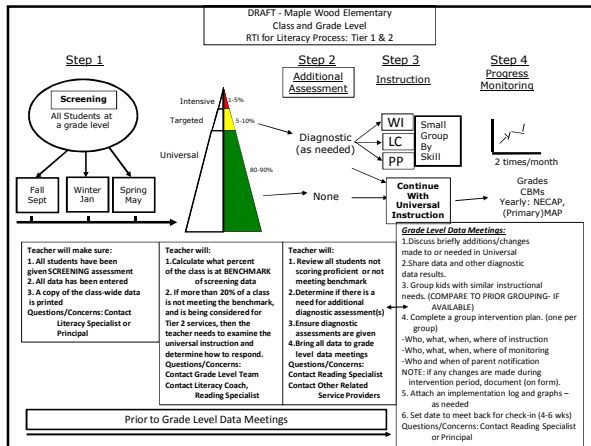 DRAFT - Maple Wood Elementary
Class and Grade Level
RTI for Literacy Process: Tier 1 & 2
Step 1
Screening
All Students at
a grade level
Fall
Sept
Winter
Jan
Spring
May
Intensive
Targeted
Universal
1-5%
5-10%
80-90%
Step 2
Additional
Assessment
Diagnostic
(as needed)
None
Step 3
Instruction
WI
LC
PP
Small
Group
By
Skill
Continue
With
Universal
Instruction
Step 4
Progress
Monitoring
2 times/month
Grades
CBMs
Yearly: NECAP,
(Primary)MAP
Teacher will make sure:
1. All students have been
given SCREENING assessment
2. All data has been entered
3. A copy of the class-wide data
is printed
Questions/Concerns: Contact
Literacy Specialist or
Principal
Teacher will:
1.Calculate what percent
of the class is at BENCHMARK
of screening data
2. If more than 20% of a class
is not meeting the benchmark,
and is being considered for
Tier 2 services, then the
teacher needs to examine the
universal instruction and
determine how to respond.
Questions/Concerns:
Contact Grade Level Team
Contact Literacy Coach,
Reading Specialist
Teacher will:
1. Review all students not
scoring proficient or not
meeting benchmark
2.Determine if there is a
need for additional
diagnostic assessment(s)
3.Ensure diagnostic
assessments are given
4.Bring all data to grade
level data meetings
Questions/Concerns:
Contact Reading Specialist
Contact Other Related
Service Providers
Grade Level Data Meetings:
1.Discuss briefly additions/changes
made to or needed in Universal
2.Share data and other diagnostic
data results.
3. Group kids with similar instructional
needs. (COMPARE TO PRIOR GROUPING- IF
AVAILABLE)
4. Complete a group intervention plan. (one per
group)
-Who, what, when, where of instruction
-Who, what, when, where of monitoring
-Who and when of parent notification
NOTE: if any changes are made during
intervention period, document (on form).
5. Attach an implementation log and graphs –
as needed
6. Set date to meet back for check-in (4-6 wks)
Questions/Concerns: Contact Reading Specialist
or Principal
Prior to Grade Level Data Meetings